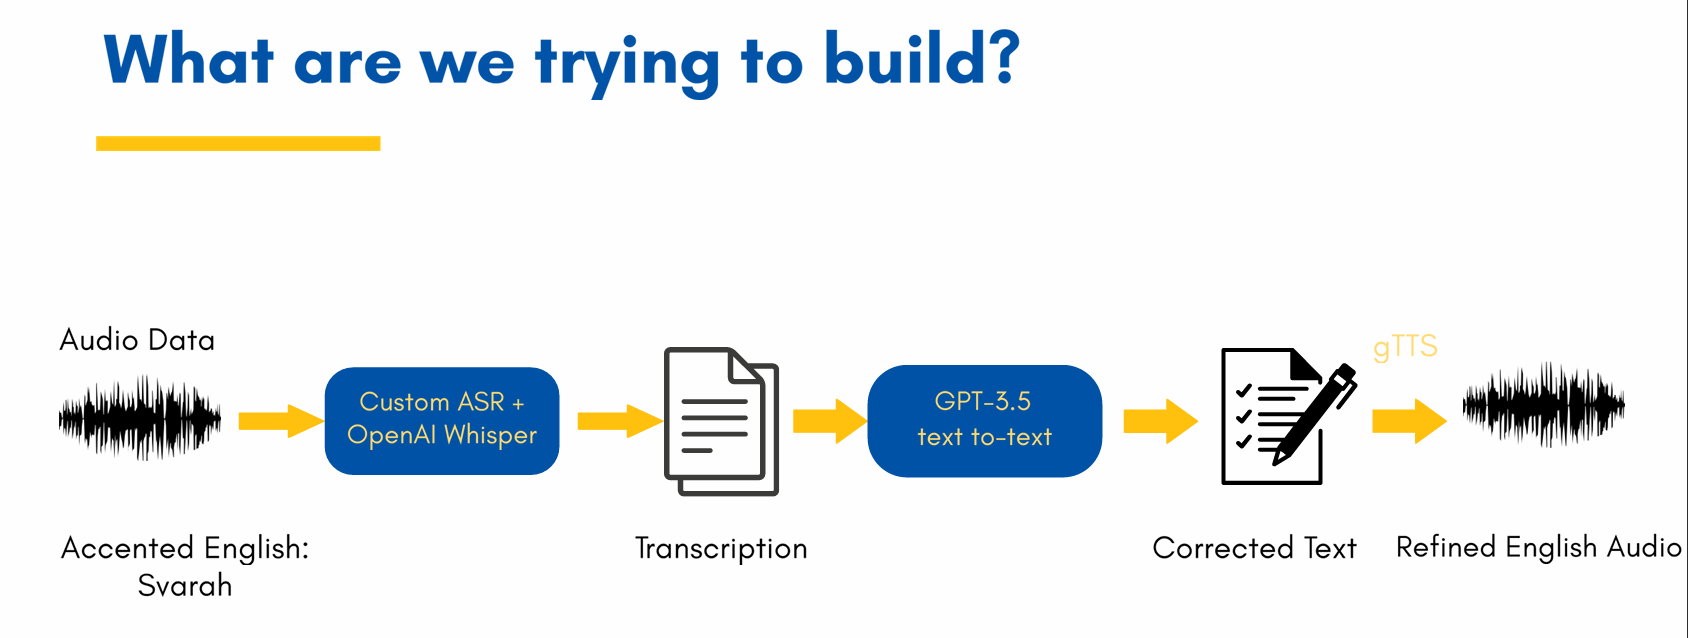 What are we trying to build?
Audio Data
Custom ASR +
OpenAI Whisper
GPT-3.5
text to-text
gTTS
Accented English:
Svarah
Transcription
Corrected Text
Refined English Audio